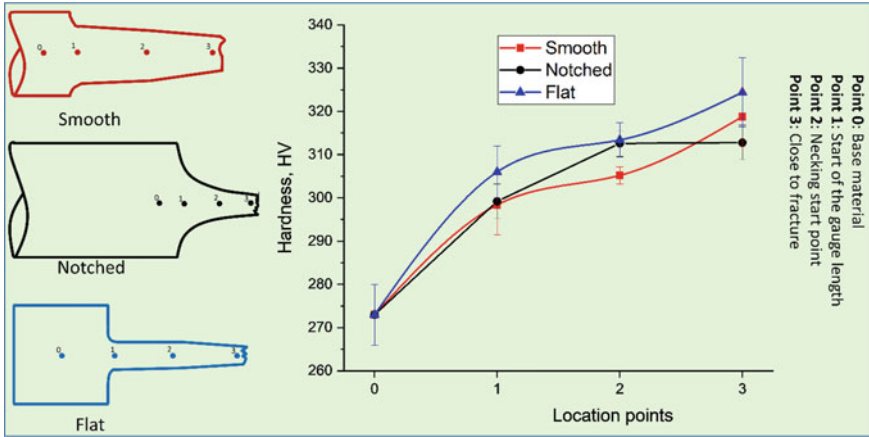 0 1 2 3
Smooth
0 1 2 3
Notched
0 1 2 3
Flat
Hardness, HV
340
330
320
310
300
290
280
270
260
0 1 2 3
Location points
Smooth
Notched
Flat
Point 0: Base material
Point 1: Start of the gauge length
Point 2: Necking start point
Point 3: Close to fracture